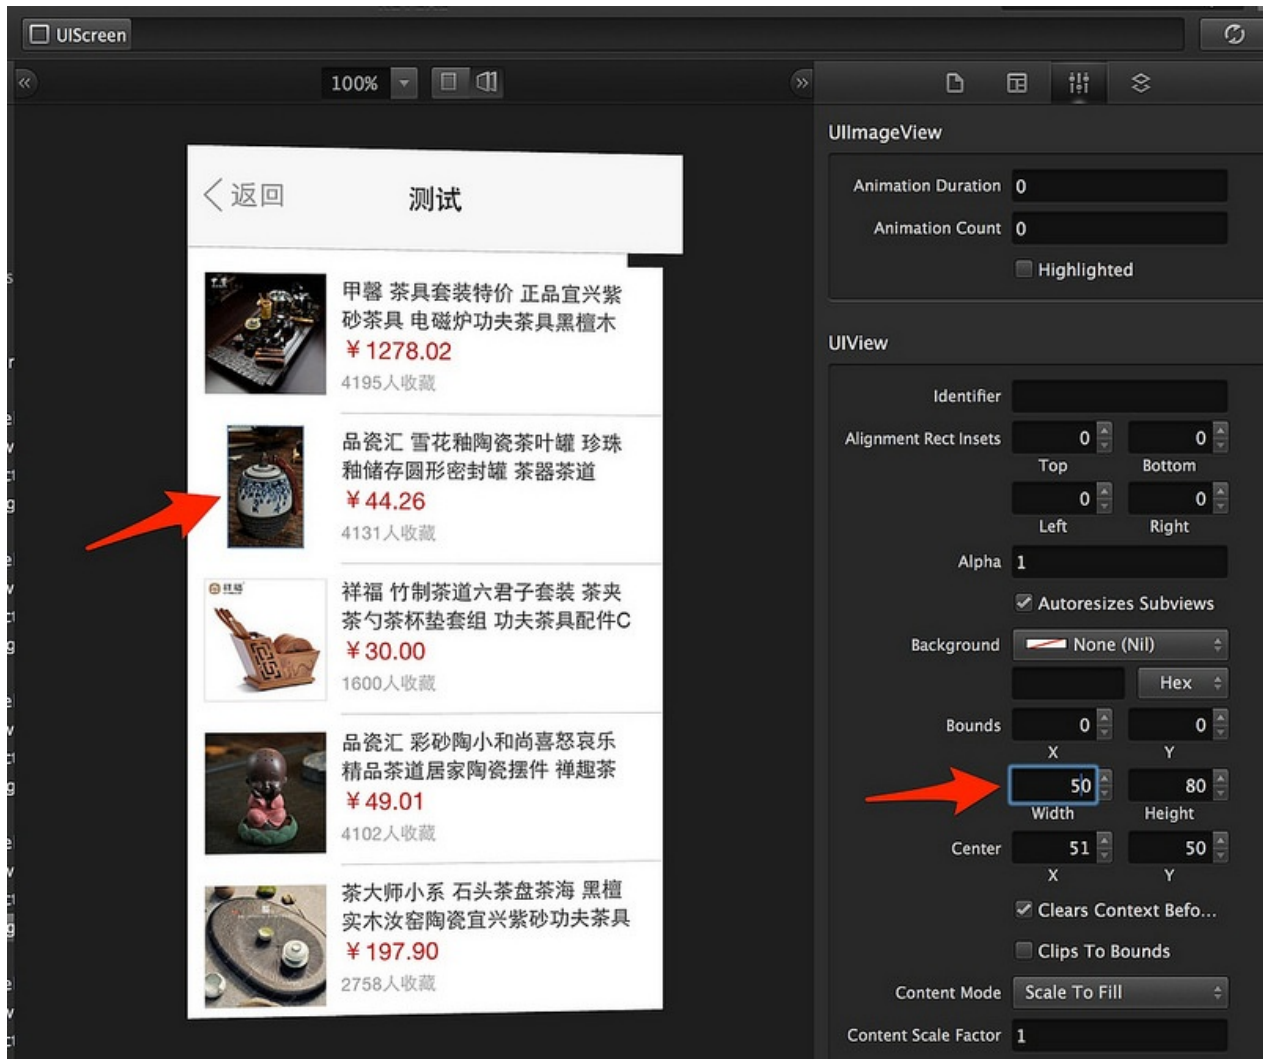 UIScreen
100%
返回
测试
甲馨 茶具套装特价 正品宜兴紫
砂茶具 电磁炉功夫茶具黑檀木
￥1278.02
4195人收藏
品瓷汇 雪花釉陶瓷茶叶罐 珍珠
釉储存圆形密封罐 茶器茶道
￥44.26
4131人收藏
祥福 竹制茶道六君子套装 茶夹
茶勺茶杯垫套组 功夫茶具配件C
￥30.00
1600人收藏
品瓷汇 彩砂陶小和尚喜怒哀乐
精品茶道居家陶瓷摆件 禅趣茶
￥49.01
4102人收藏
茶大师小系 石头茶盘茶海 黑檀
实木汝窑陶瓷宜兴紫砂功夫茶具
￥197.90
2758人收藏
UIImageView
Animation Duration 0
Animation Count 0
Highlighted
UIView
Identifier
Alignment Rect Insets 0 0
Top Bottom
0 0
Left Right
Alpha 1
Autoresizes Subviews
Background None (Nil)
Hex
Bounds 0 0
X Y
50 80
Width Height
Center 51 50
X Y
Clears Context Befo...
Clips To Bounds
Content Mode Scale To Fill
Content Scale Factor 1